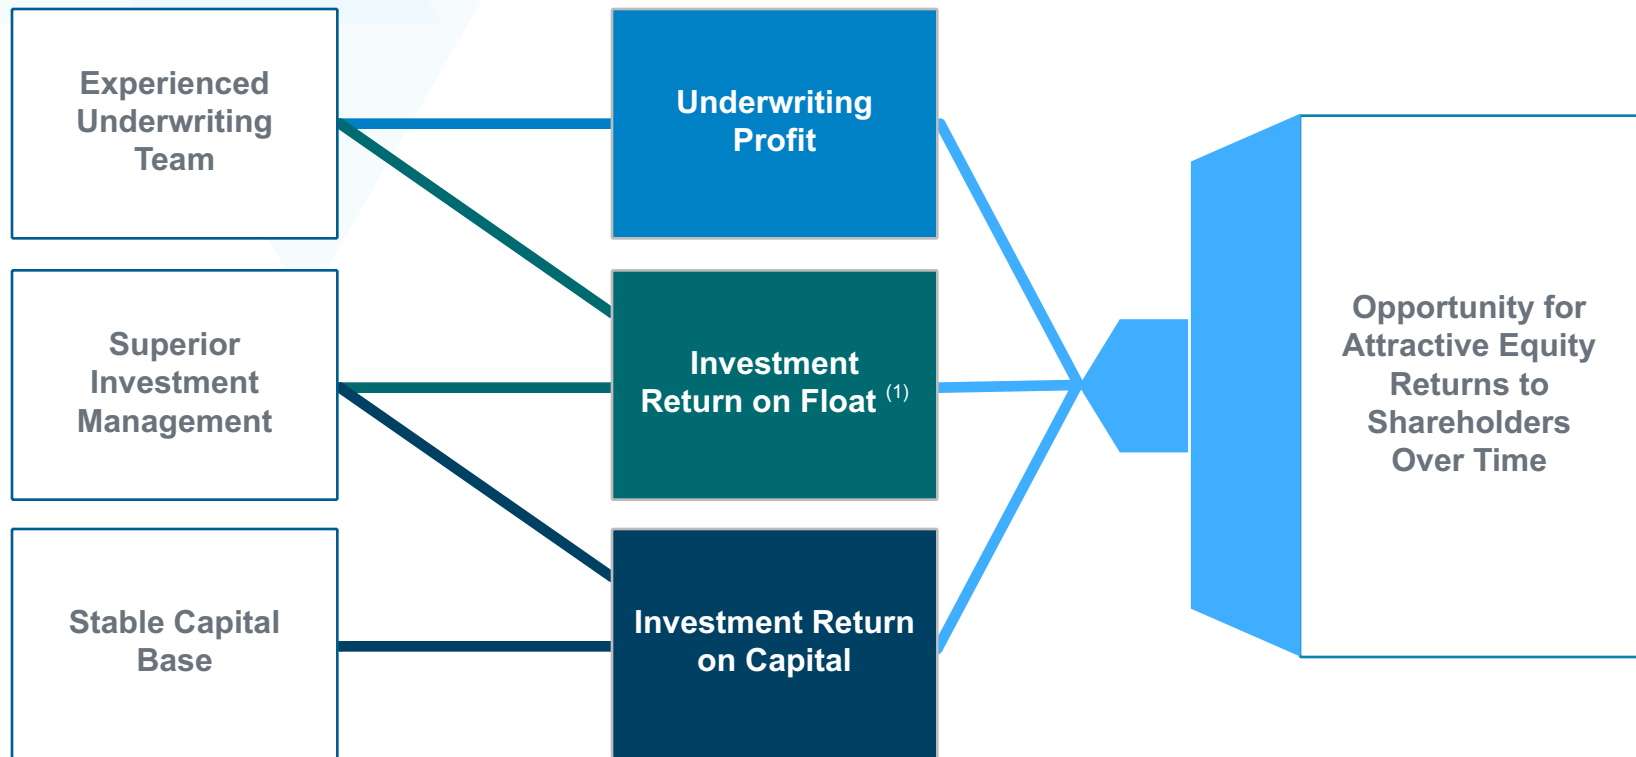 Experienced
Underwriting
Team
Underwriting
Profit
Superior
Investment
Management
Investment
Return on Float (1)
Stable Capital
Base
Investment Return
on Capital
Opportunity for
Attractive Equity
Returns to
Shareholders
Over Time